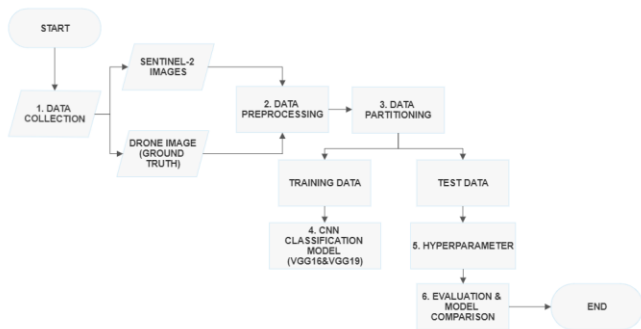 START
1. DATA
COLLECTION
SENTINEL-2
IMAGES
DRONE IMAGE
(GROUND
TRUTH)
2. DATA
PREPROCESSING
3. DATA
PARTITIONING
TRAINING DATA
TEST DATA
4. CNN
CLASSIFICATION
MODEL
(VGG16&VGG19)
5. HYPERPARAMETER
6. EVALUATION &
MODEL
COMPARISON
END